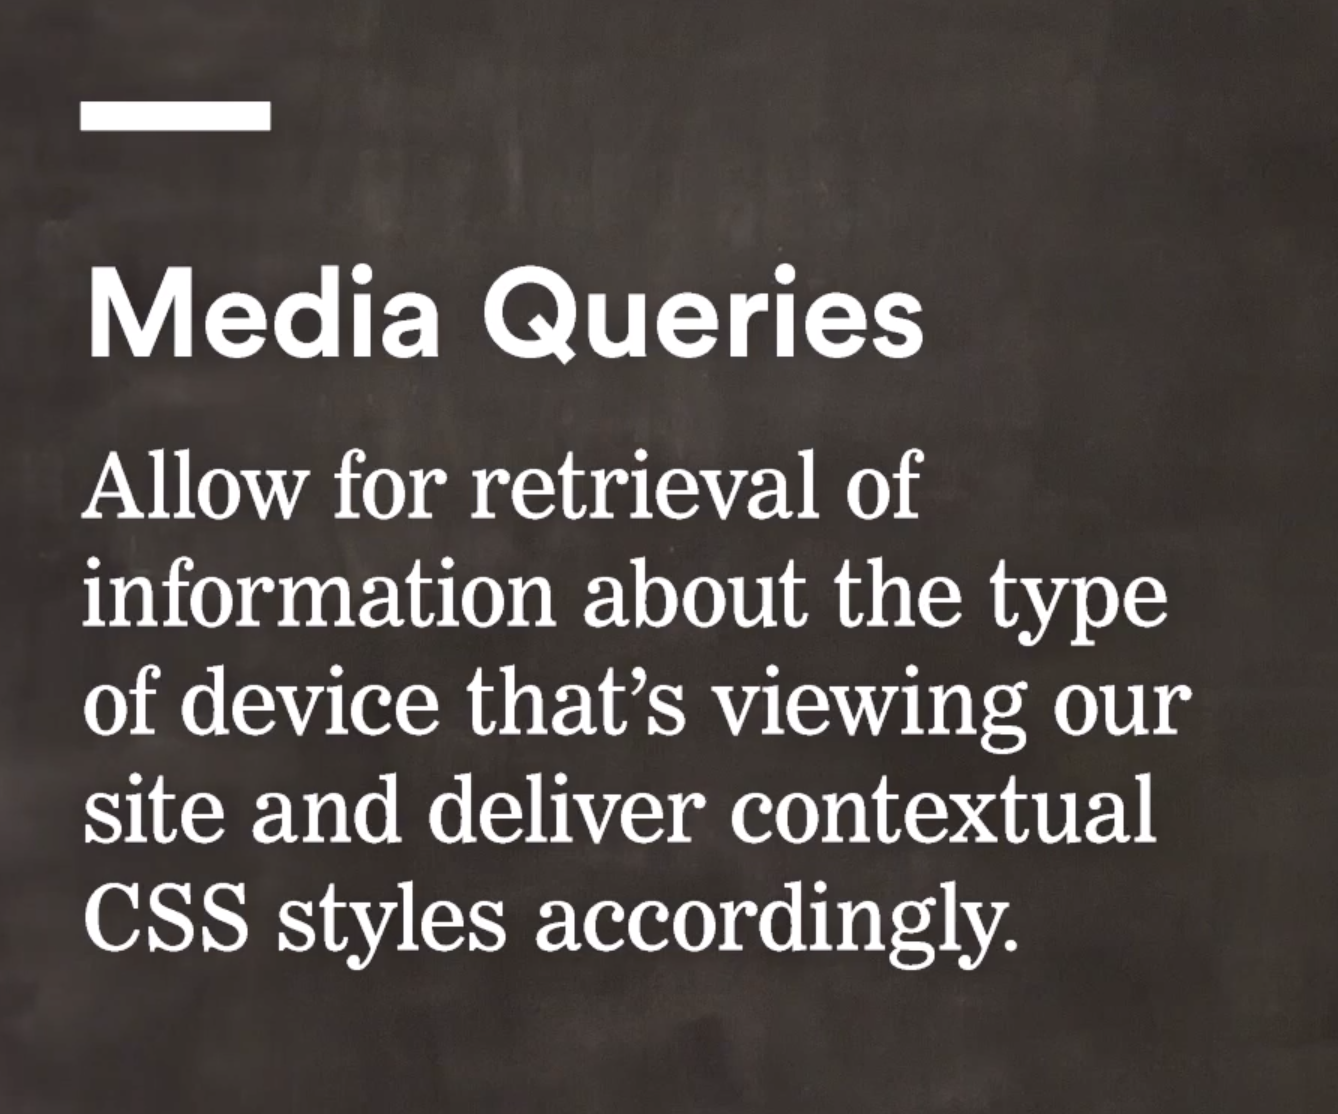 Media Queries
Allow for retrieval of
information about the type
of device that’s viewing our
site and deliver contextual
CSS styles accordingly.